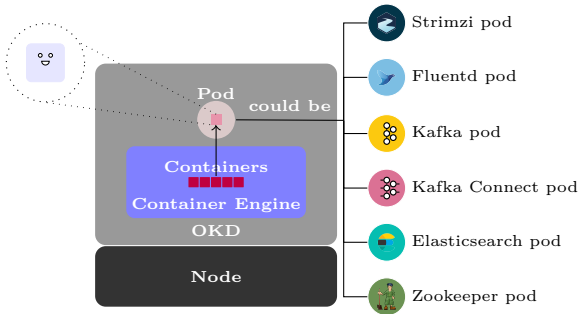 Pod
could be
Containers
Container Engine
OKD
Node
Strimzi pod
Fluentd pod
Kafka pod
Kafka Connect pod
Elasticsearch pod
Zookeeper pod